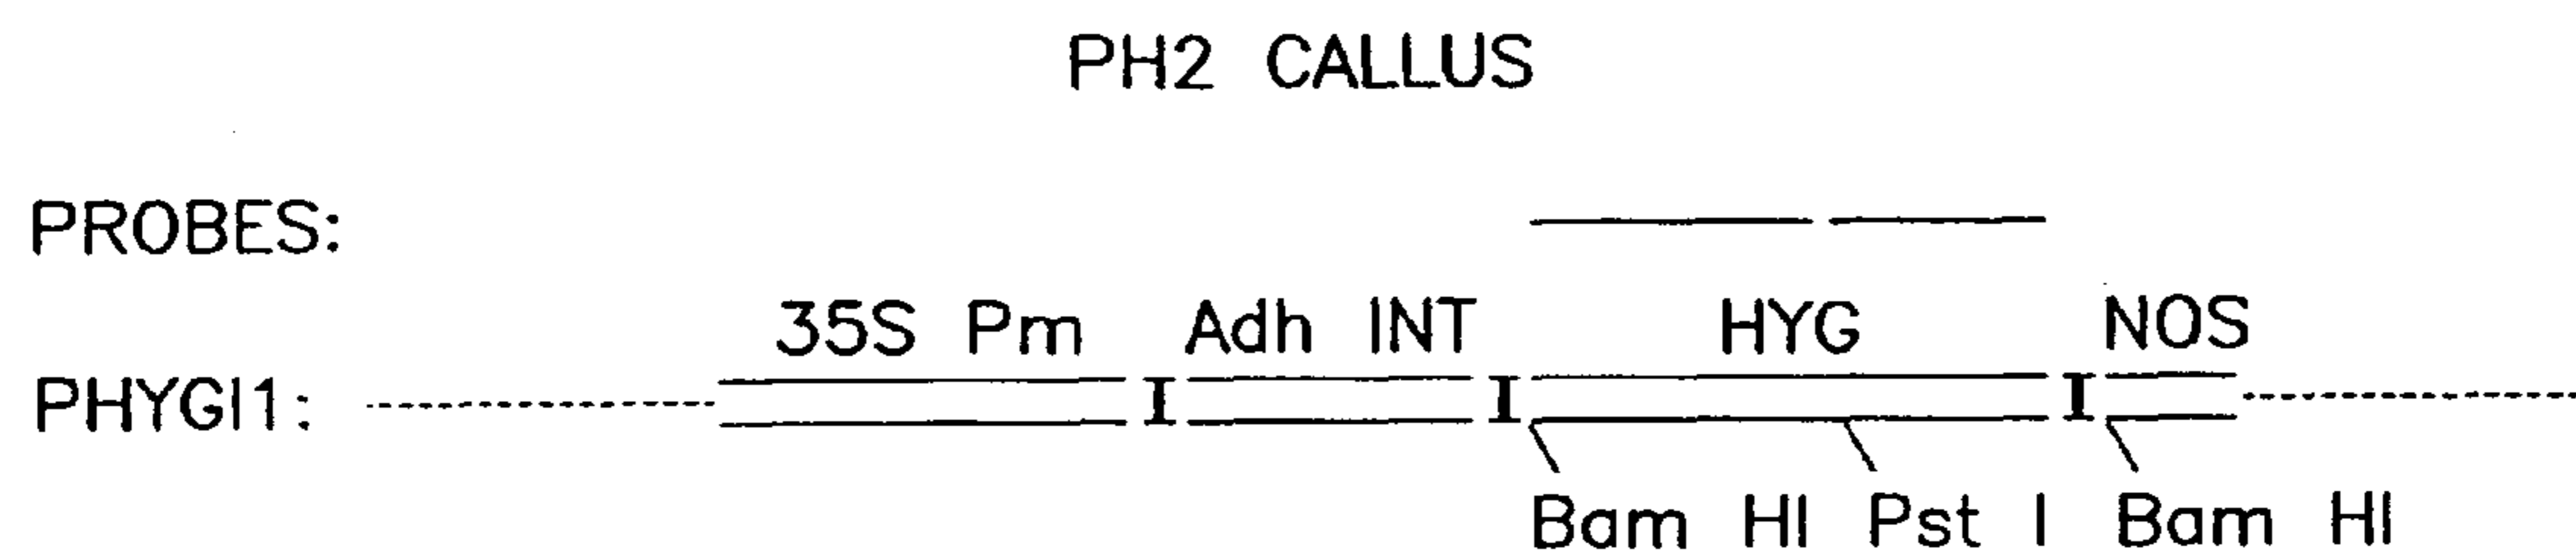 PH2 CALLUS
PROBES:
35S Pm Adh INT HYG NOS
PHYGI1:
Bam HI Pst I Bam HI